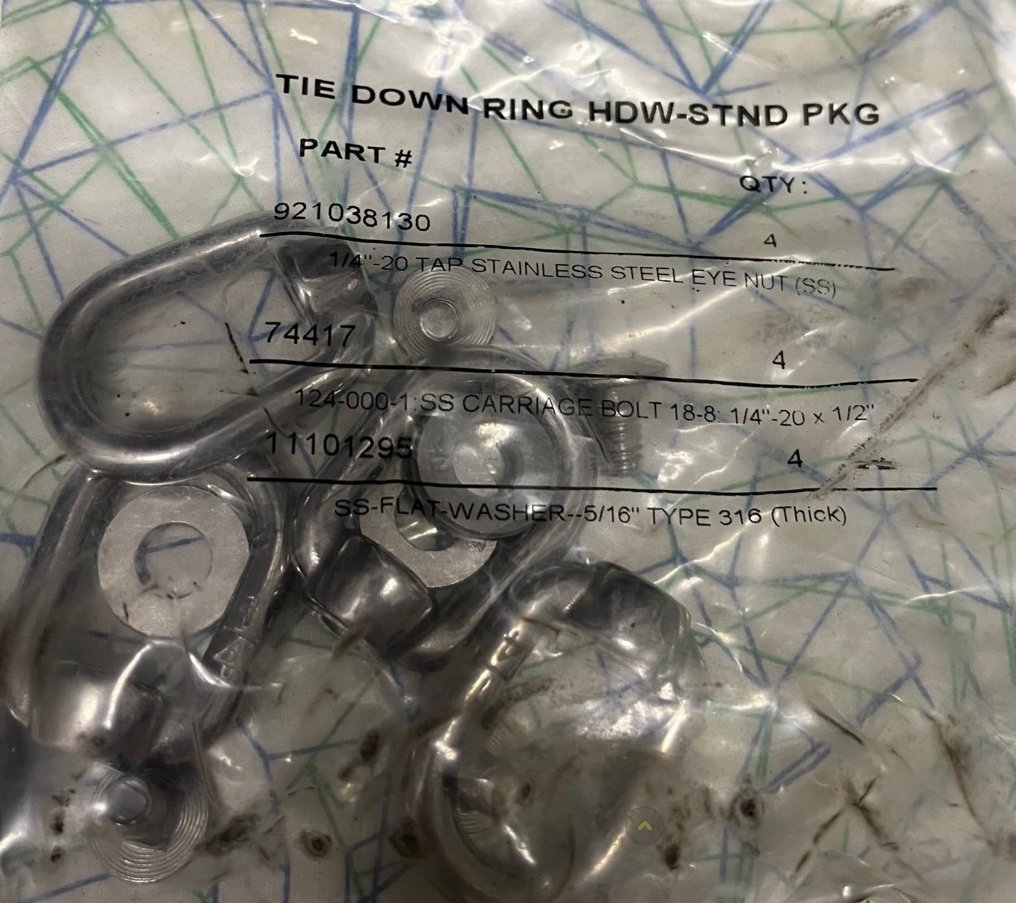 TIE DOWN RING HDW-STND PKG
PART #
QTY:
921038130 4
1/4"-20 TAP STAINLESS STEEL EYE NUT (SS)
74417 4
124-000-1 SS CARRIAGE BOLT 18-8: 1/4"-20 x 1/2"
11101295 4
SS-FLAT-WASHER--5/16" TYPE 316 (Thick)